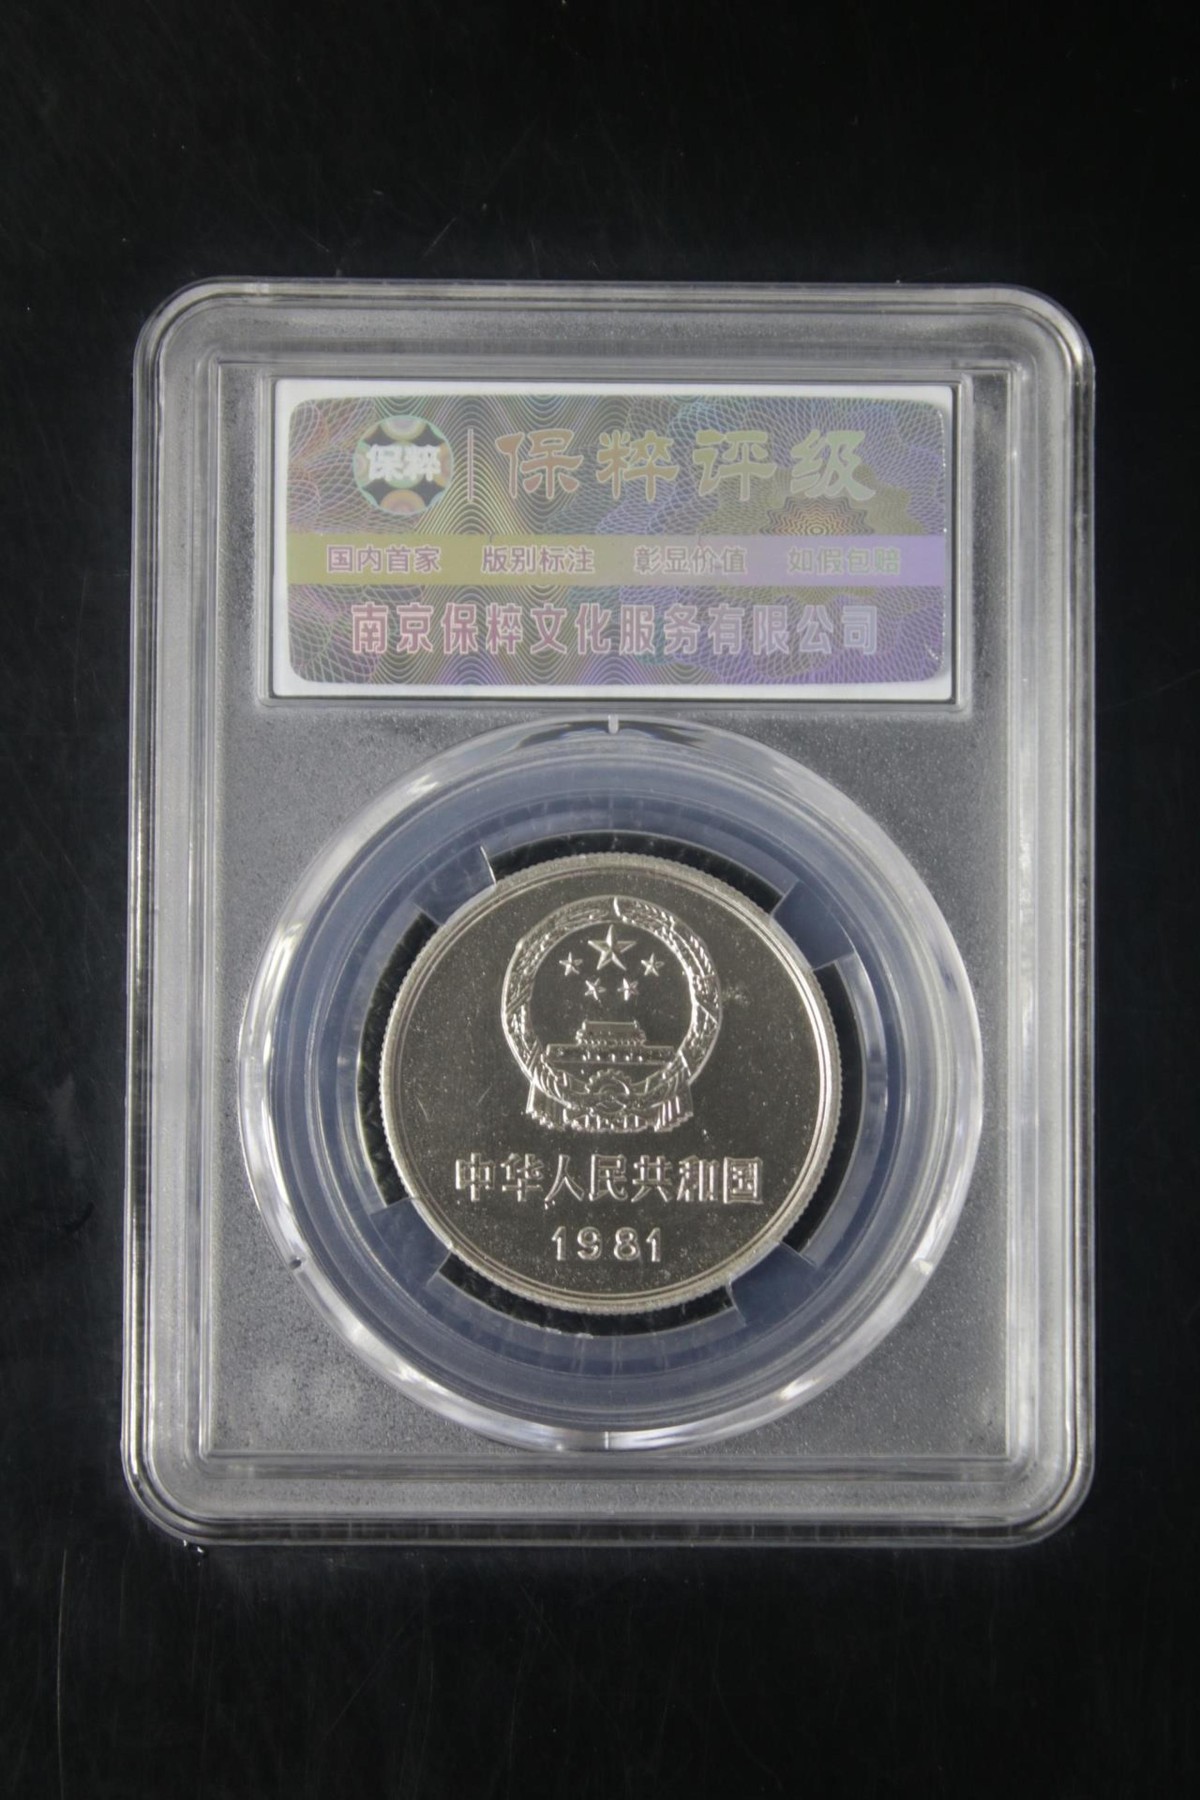 保粹 保粹评级
国内首家 版别标注 彰显价值 如假包赔
南京保粹文化服务有限公司
中华人民共和国
1981